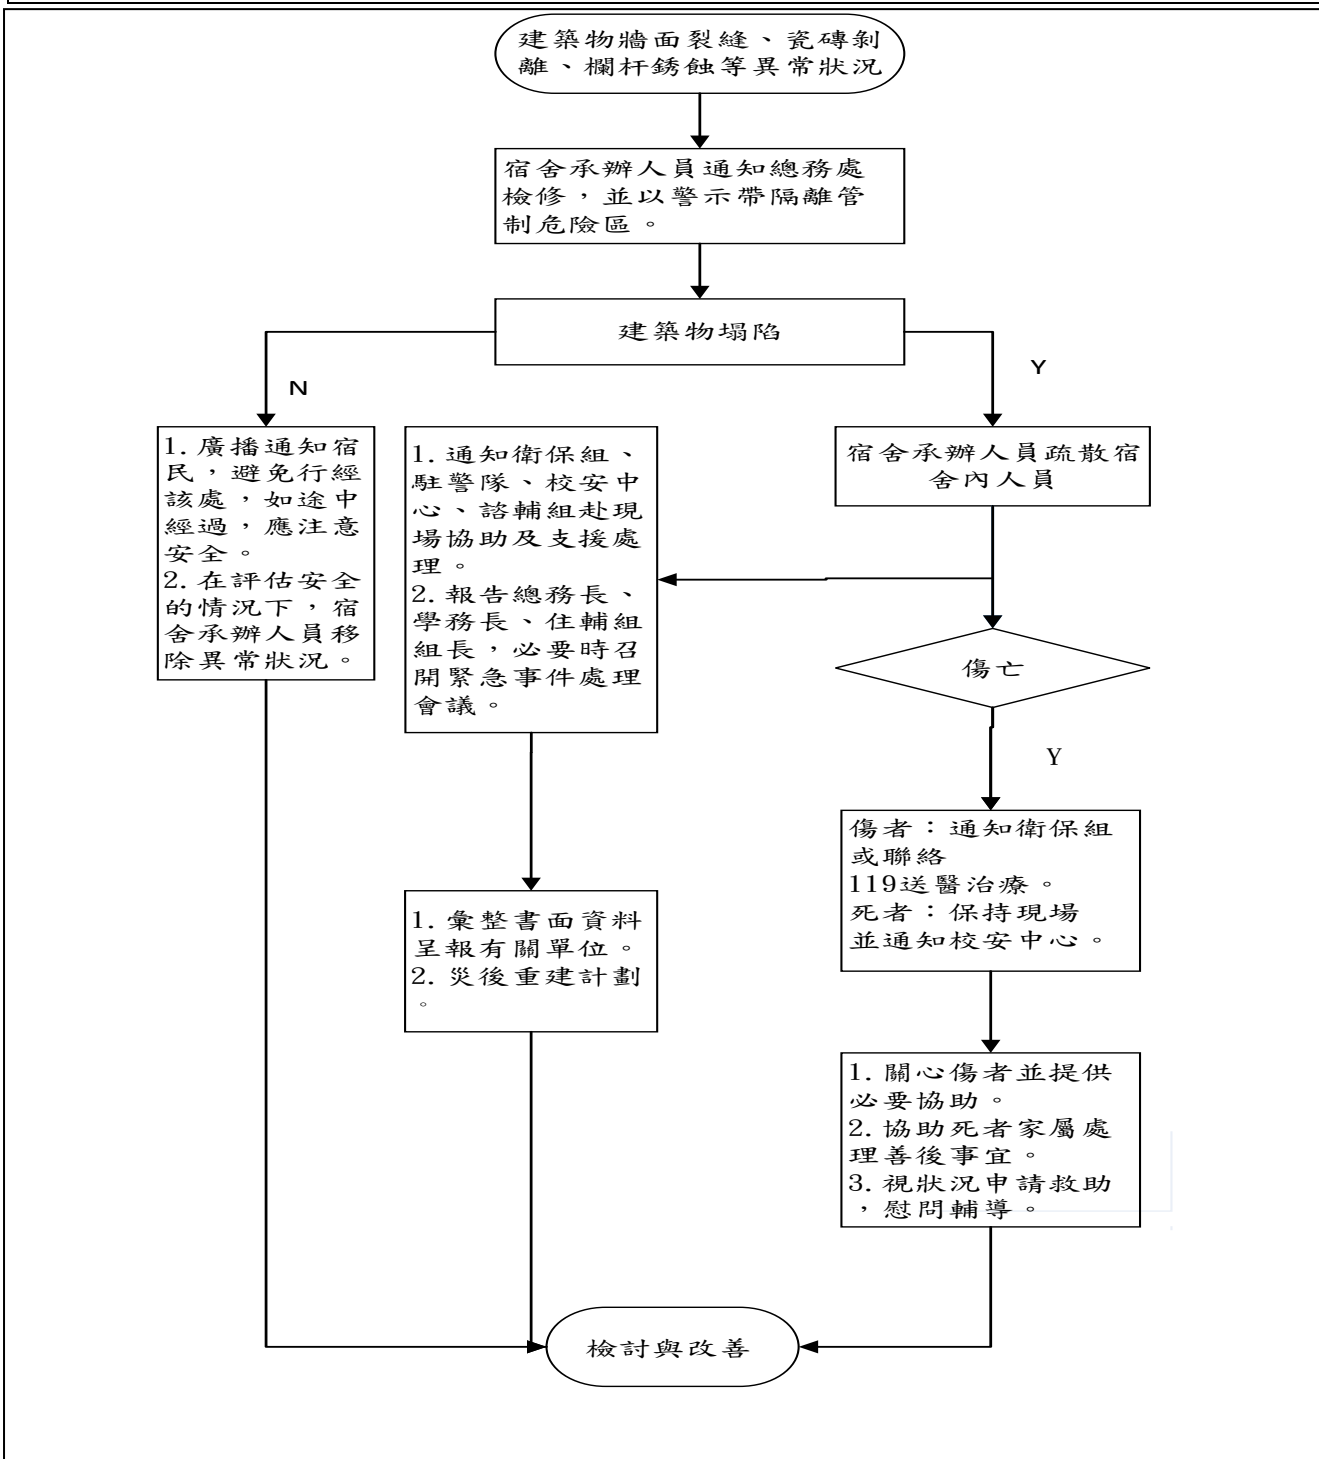 建築物牆面裂縫、瓷磚剝
離、欄杆銹蝕等異常狀況
宿舍承辦人員通知總務處
檢修，並以警示帶隔離管
制危險區。
建築物塌陷
N
Y
1. 廣播通知宿
民，避免行經
該處，如途中
經過，應注意
安全。
2. 在評估安全
的情況下，宿
舍承辦人員移
除異常狀況。
1. 通知衛保組、
駐警隊、校安中
心、諮輔組赴現
場協助及支援處
理。
2. 報告總務長、
學務長、住輔組
組長，必要時召
開緊急事件處理
會議。
宿舍承辦人員疏散宿
舍內人員
傷亡
Y
傷者：通知衛保組
或聯絡
119送醫治療。
死者：保持現場
並通知校安中心。
1. 彙整書面資料
呈報有關單位。
2. 災後重建計劃
。
1. 關心傷者並提供
必要協助。
2. 協助死者家屬處
理善後事宜。
3. 視狀況申請救助
，慰問輔導。
檢討與改善